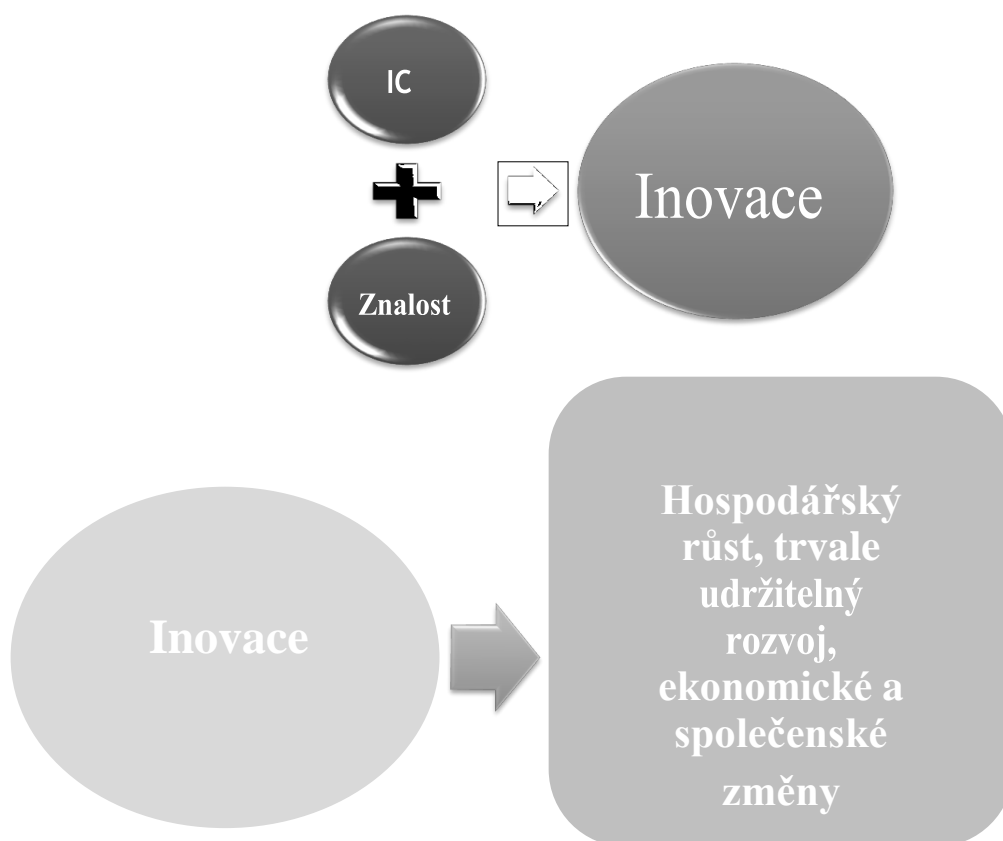 IC
Inovace
Znalost
Inovace
Hospodářský
růst, trvale
udržitelný
rozvoj,
ekonomické a
společenské
změny